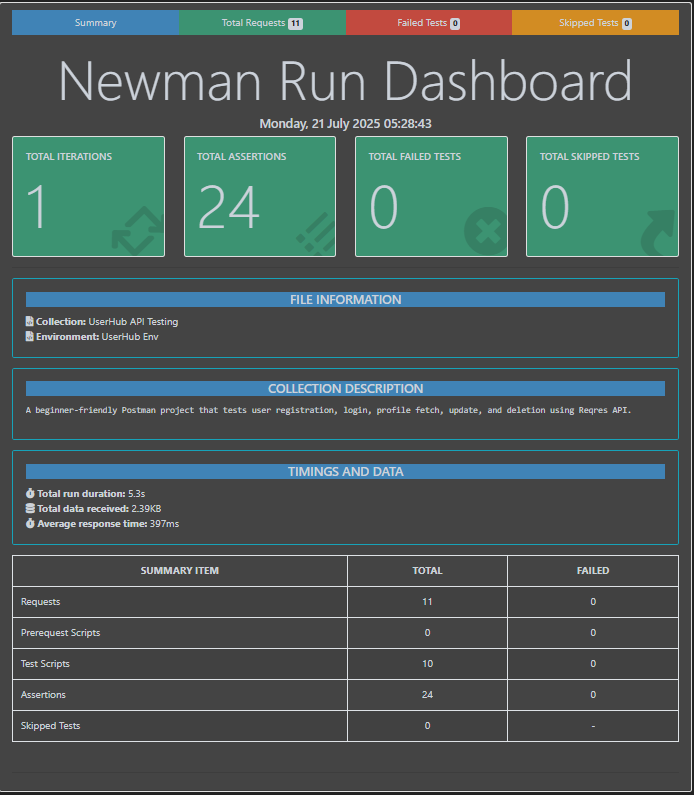 Summary Total Requests 11 Failed Tests 0 Skipped Tests 0
Newman Run Dashboard
Monday, 21 July 2025 05:28:43
TOTAL ITERATIONS
1
TOTAL ASSERTIONS
24
TOTAL FAILED TESTS
0
TOTAL SKIPPED TESTS
0
FILE INFORMATION
Collection: UserHub API Testing
Environment: UserHub Env
COLLECTION DESCRIPTION
A beginner-friendly Postman project that tests user registration, login, profile fetch, update, and deletion using Reqres API.
TIMINGS AND DATA
Total run duration: 5.3s
Total data received: 2.39KB
Average response time: 397ms
SUMMARY ITEM TOTAL FAILED
Requests 11 0
Prerequest Scripts 0 0
Test Scripts 10 0
Assertions 24 0
Skipped Tests 0 -